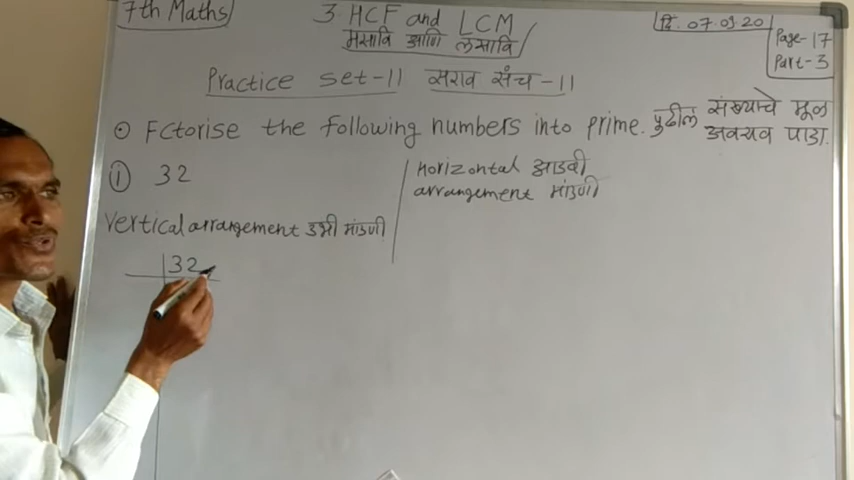 7th Maths
3. HCF and LCM
मसावि आणि लसावि
दि. 07.09.20
Page-17
Part-3
Practice set-11 सराव संच-11
⊙ Fctorise the following numbers into prime. पुढील संख्याचे मूळ
अवयव पाडा.
① 32
Vertical arrangement उभी मांडणी
32
Horizontal आडवी
arrangement मांडणी